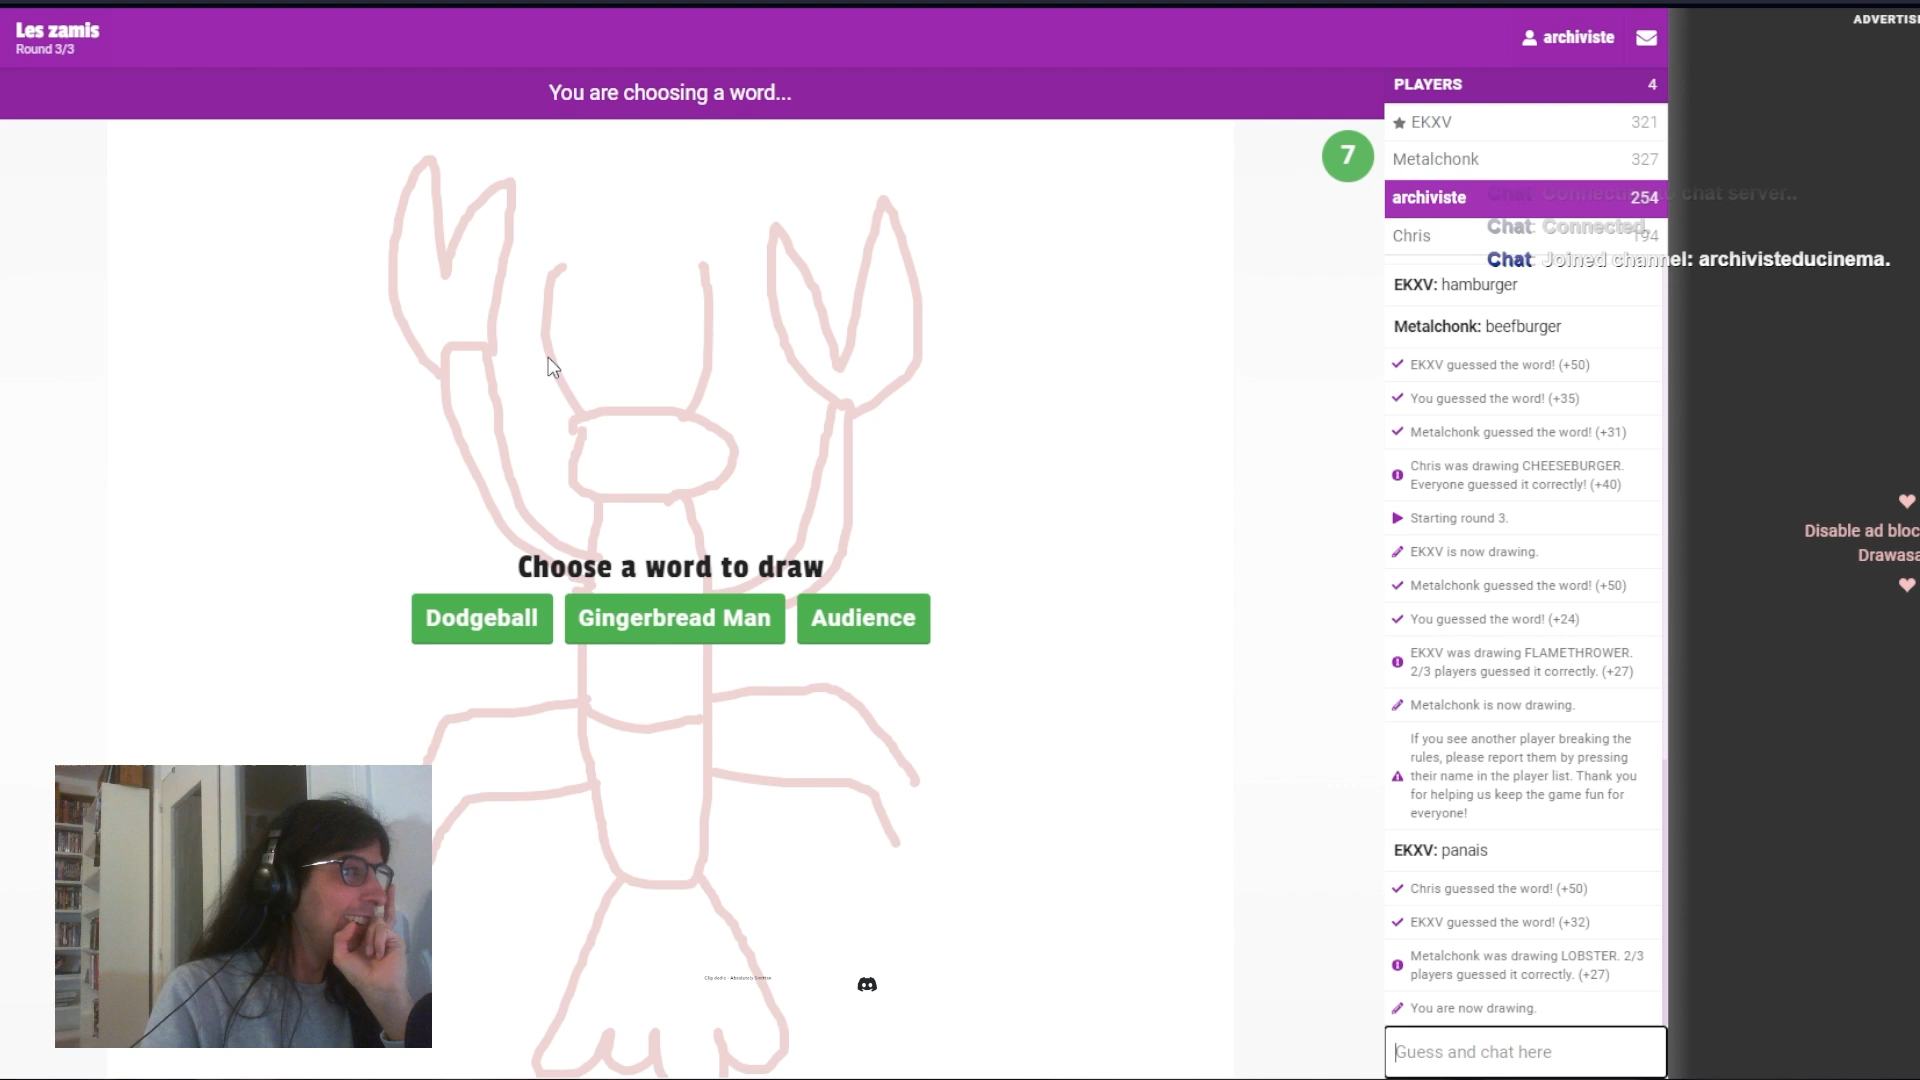 Les zamis
Round 3/3
archiviste
ADVERTIS
You are choosing a word...
PLAYERS 4
7
EKXV 321
Metalchonk 327
archiviste 254
Chris 194
chat server..
Chat: Connected.
Chat: Joined channel: archivisteducinema.
EKXV: hamburger
Metalchonk: beefburger
EKXV guessed the word! (+50)
You guessed the word! (+35)
Metalchonk guessed the word! (+31)
Chris was drawing CHEESEBURGER.
Everyone guessed it correctly! (+40)
Starting round 3.
EKXV is now drawing.
Metalchonk guessed the word! (+50)
You guessed the word! (+24)
EKXV was drawing FLAMETHROWER.
2/3 players guessed it correctly. (+27)
Metalchonk is now drawing.
If you see another player breaking the
rules, please report them by pressing
their name in the player list. Thank you
for helping us keep the game fun for
everyone!
EKXV: panais
Chris guessed the word! (+50)
EKXV guessed the word! (+32)
Metalchonk was drawing LOBSTER. 2/3
players guessed it correctly. (+27)
You are now drawing.
Guess and chat here
Choose a word to draw
Dodgeball
Gingerbread Man
Audience
Disable ad bloc
Drawasa